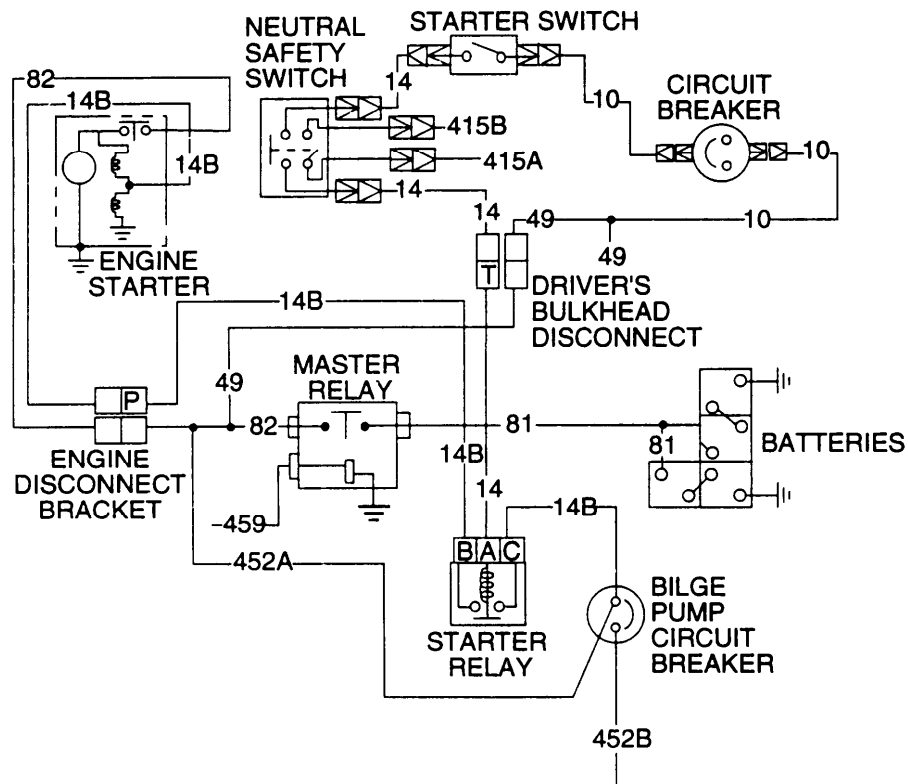 STARTER SWITCH
NEUTRAL
SAFETY
SWITCH
82
14
CIRCUIT
BREAKER
14B
10
415B
14B
415A
10
14
14
49
10
ENGINE
STARTER
T
49
DRIVER'S
BULKHEAD
DISCONNECT
14B
MASTER
RELAY
49
P
82
81
81
BATTERIES
ENGINE
DISCONNECT
BRACKET
14B
14
459
14B
452A
B A C
BILGE
PUMP
CIRCUIT
BREAKER
STARTER
RELAY
452B